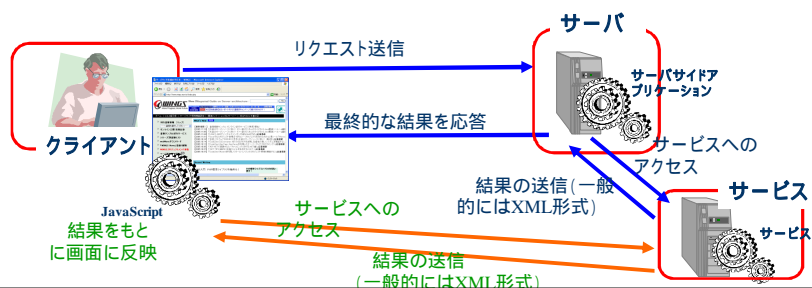 サーバ
リクエスト送信
サーバサイドア
プリケーション
WINGS
最終的な結果を応答
クライアント
サービスへの
アクセス
結果の送信(一般
的にはXML形式)
サービス
サービス
JavaScript
結果をもと
に画面に反映
サービスへの
アクセス
結果の送信
(一般的にはXML形式)